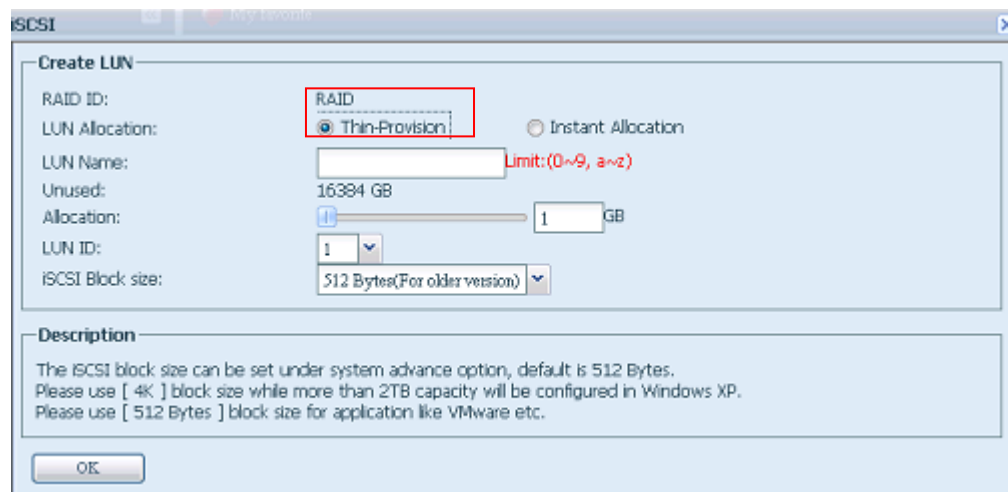 My favorite
iSCSI
Create LUN
RAID ID: RAID
LUN Allocation: Thin-Provision Instant Allocation
LUN Name: Limit:(0~9, a~z)
Unused: 16384 GB
Allocation: 1 GB
LUN ID: 1
iSCSI Block size: 512 Bytes(For older version)
Description
The iSCSI block size can be set under system advance option, default is 512 Bytes.
Please use [ 4K ] block size while more than 2TB capacity will be configured in Windows XP.
Please use [ 512 Bytes ] block size for application like VMware etc.
OK